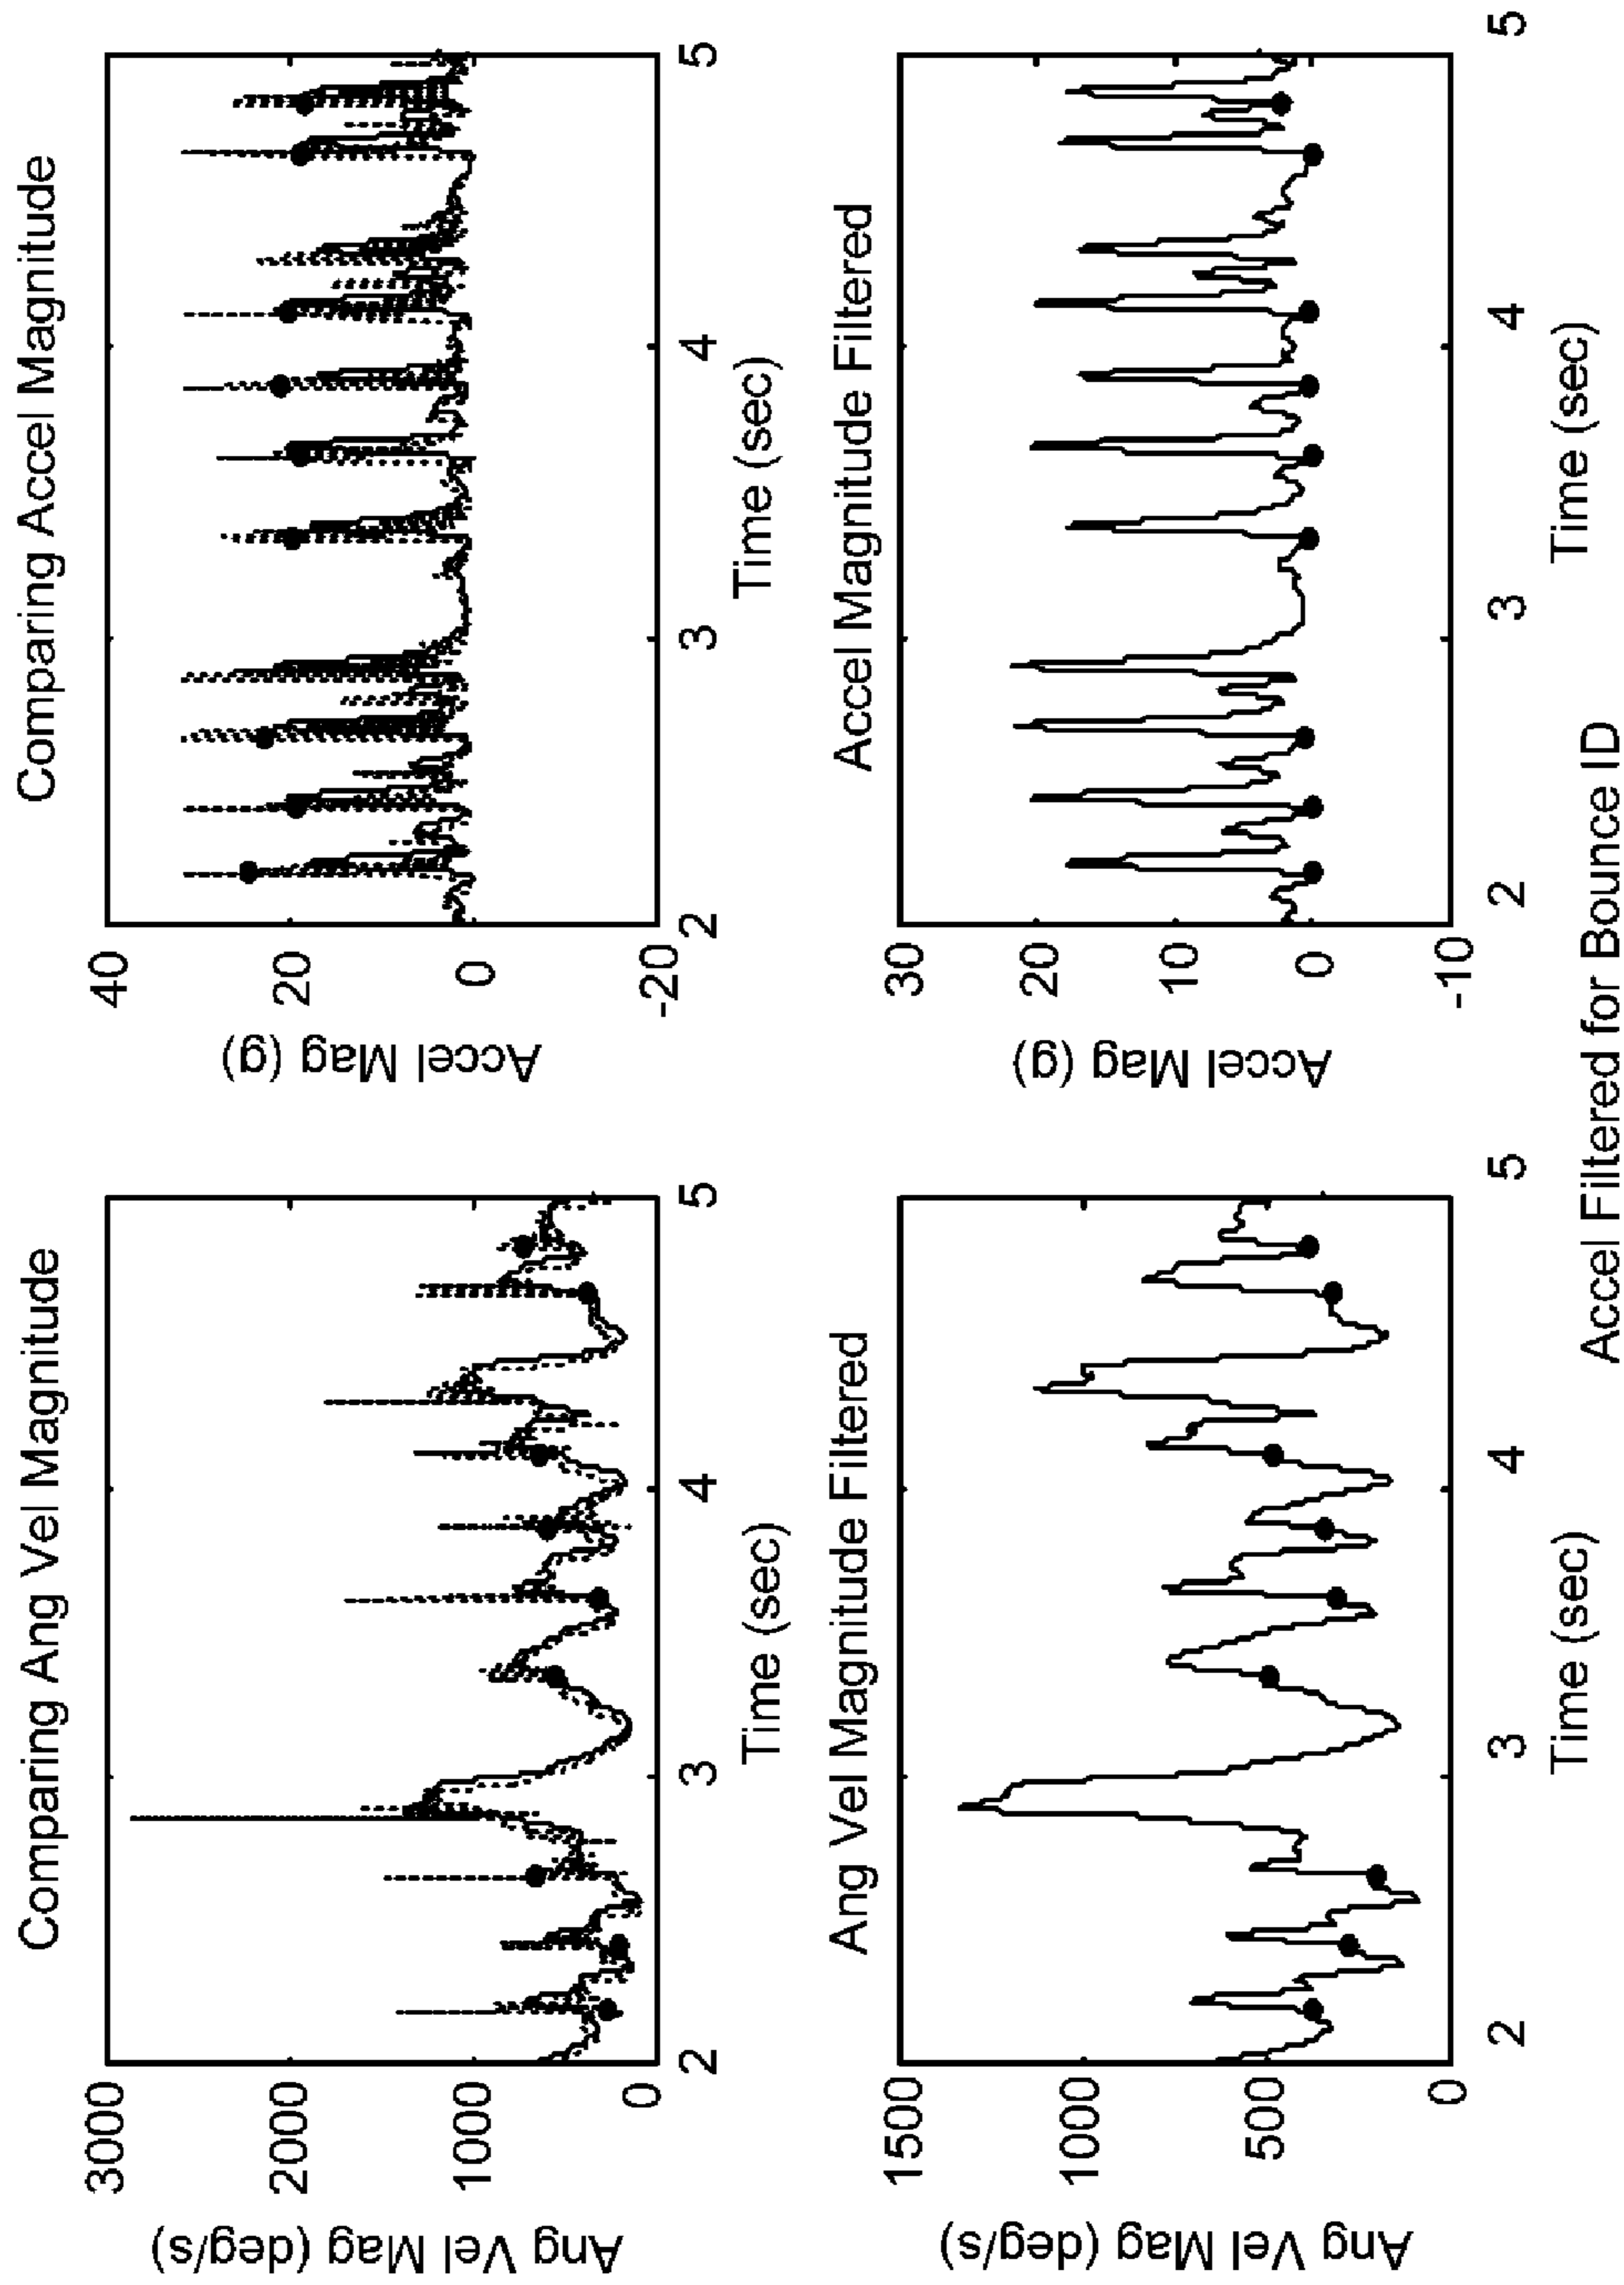 Comparing Ang Vel Magnitude
Ang Vel Mag (deg/s)
3000
2000
1000
0
2 3 4 5
Time (sec)
Comparing Accel Magnitude
Accel Mag (g)
40
20
0
-20
2 3 4 5
Time (sec)
Ang Vel Magnitude Filtered
Ang Vel Mag (deg/s)
1500
1000
500
0
2 3 4 5
Time (sec)
Accel Magnitude Filtered
Accel Mag (g)
30
20
10
0
-10
2 3 4 5
Time (sec)
Accel Filtered for Bounce ID